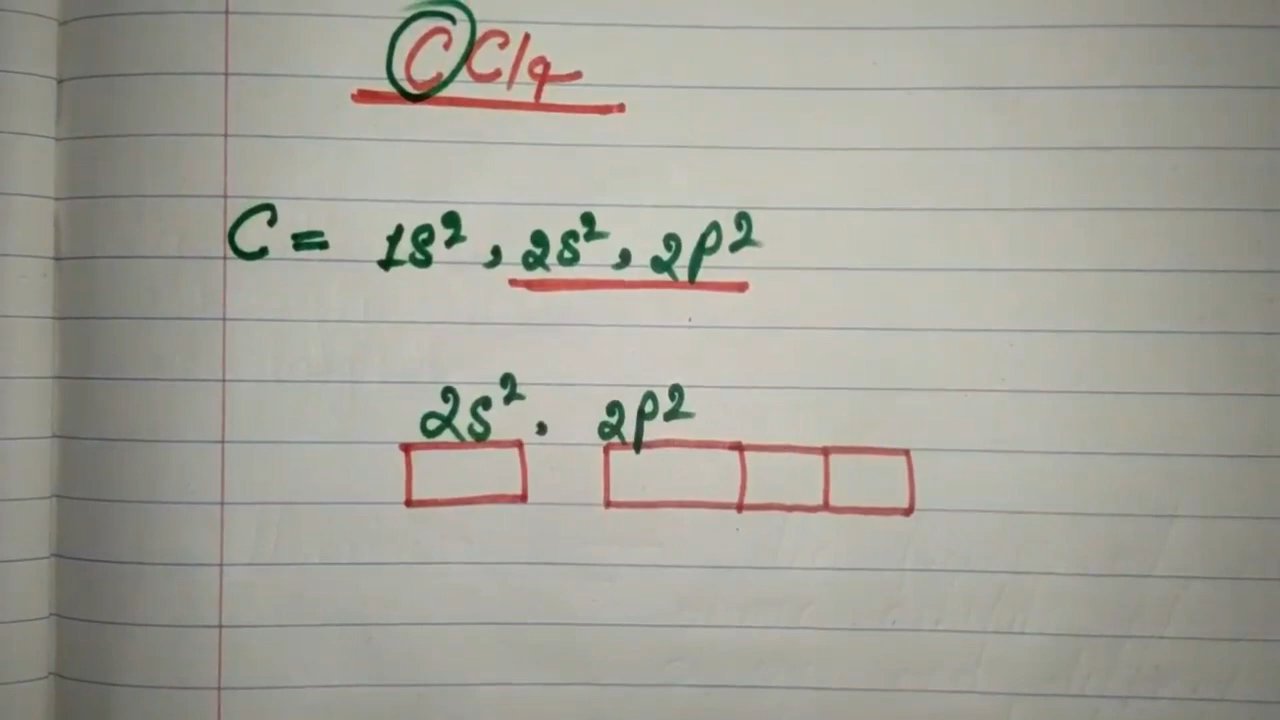 CCl4
C = 1s², 2s², 2p²
2s². 2p²